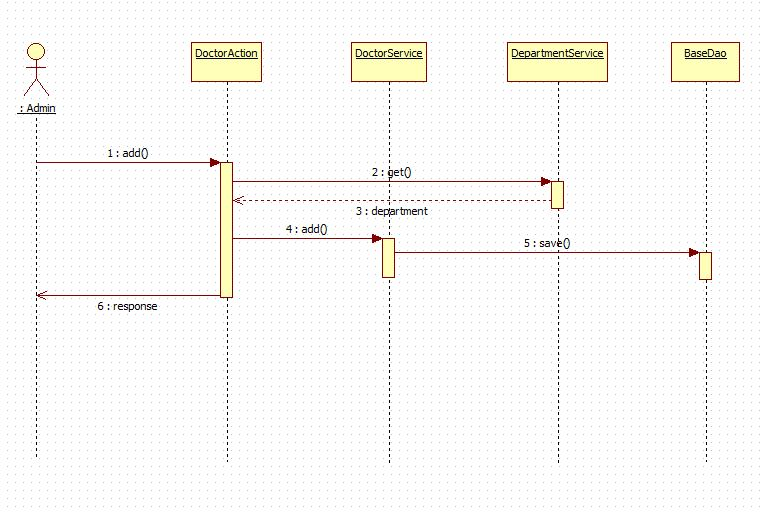 DoctorAction
DoctorService
DepartmentService
BaseDao
: Admin
1 : add()
2 : get()
3 : department
4 : add()
5 : save()
6 : response